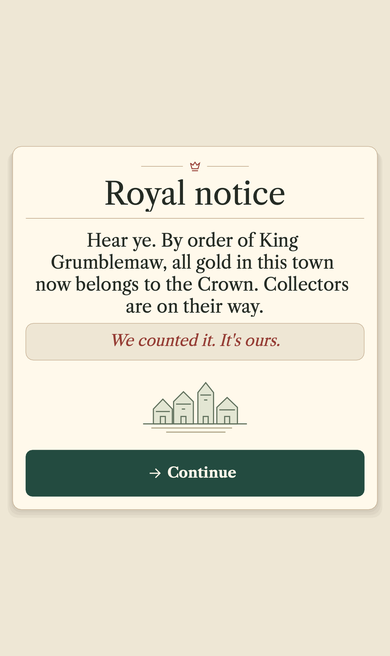 Royal notice
Hear ye. By order of King
Grumblemaw, all gold in this town
now belongs to the Crown. Collectors
are on their way.
We counted it. It's ours.
→ Continue